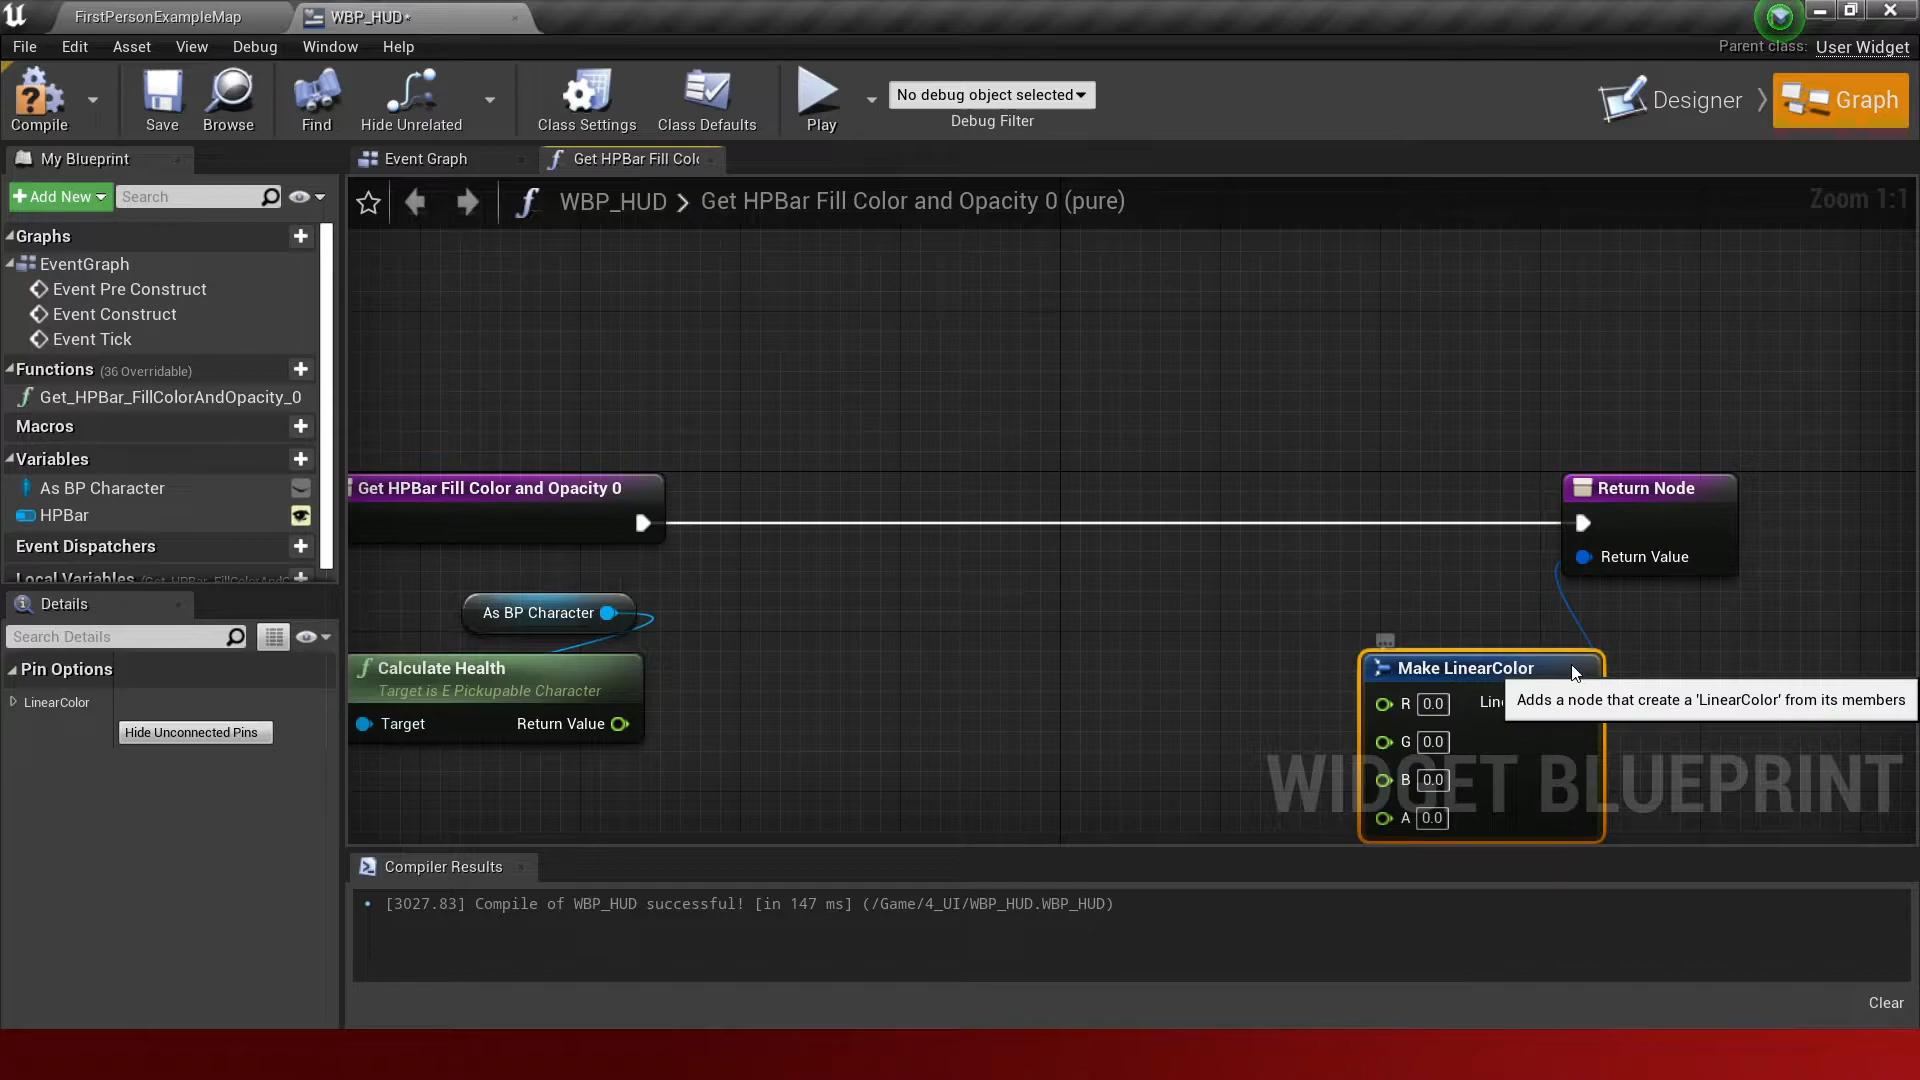 FirstPersonExampleMap
WBP_HUD*
File
Edit
Asset
View
Debug
Window
Help
Parent class: User Widget
Compile
Save
Browse
Find
Hide Unrelated
Class Settings
Class Defaults
Play
No debug object selected
Debug Filter
Designer
Graph
My Blueprint
Event Graph
Get HPBar Fill Col
Add New
Search
WBP_HUD > Get HPBar Fill Color and Opacity 0 (pure)
Zoom 1:1
Graphs
EventGraph
Event Pre Construct
Event Construct
Event Tick
Functions (36 Overridable)
Get_HPBar_FillColorAndOpacity_0
Macros
Variables
As BP Character
HPBar
Event Dispatchers
Local Variables (Get_HPBar_FillColorAnd
Details
Search Details
Pin Options
LinearColor
Hide Unconnected Pins
Get HPBar Fill Color and Opacity 0
Return Node
Return Value
As BP Character
Calculate Health
Target is E Pickupable Character
Target
Return Value
Make LinearColor
R 0.0
Lin
Adds a node that create a 'LinearColor' from its members
G 0.0
B 0.0
A 0.0
WIDGET BLUEPRINT
Compiler Results
[3027.83] Compile of WBP_HUD successful! [in 147 ms] (/Game/4_UI/WBP_HUD.WBP_HUD)
Clear